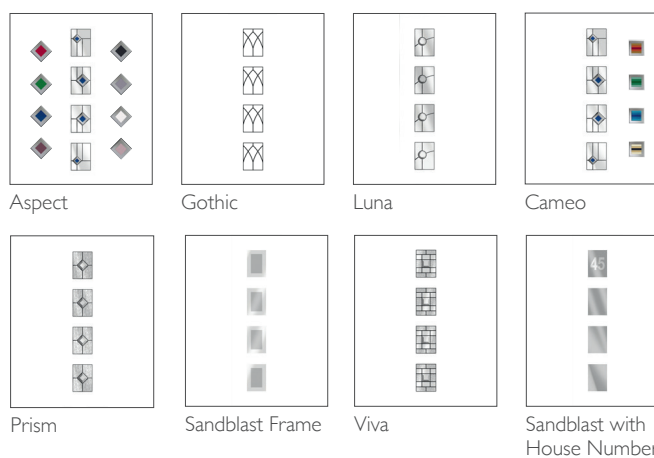 Aspect
Gothic
Luna
Cameo
45
Prism
Sandblast Frame
Viva
Sandblast with
House Number